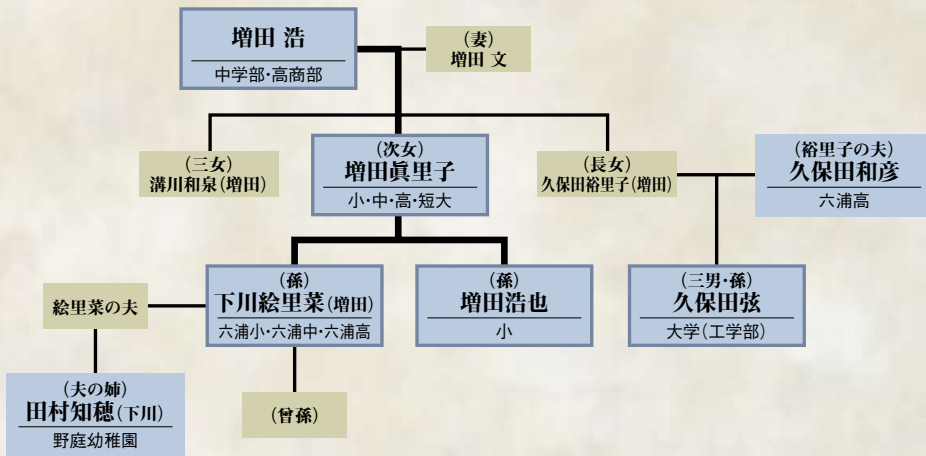 増田 浩
中学部・高商部
(妻)
増田 文
(三女)
溝川和泉(増田)
(次女)
増田眞里子
小・中・高・短大
(長女)
久保田裕里子(増田)
(裕里子の夫)
久保田和彦
六浦高
絵里菜の夫
(孫)
下川絵里菜(増田)
六浦小・六浦中・六浦高
(孫)
増田浩也
小
(三男・孫)
久保田弦
大学(工学部)
(夫の姉)
田村知穂(下川)
野庭幼稚園
(曾孫)